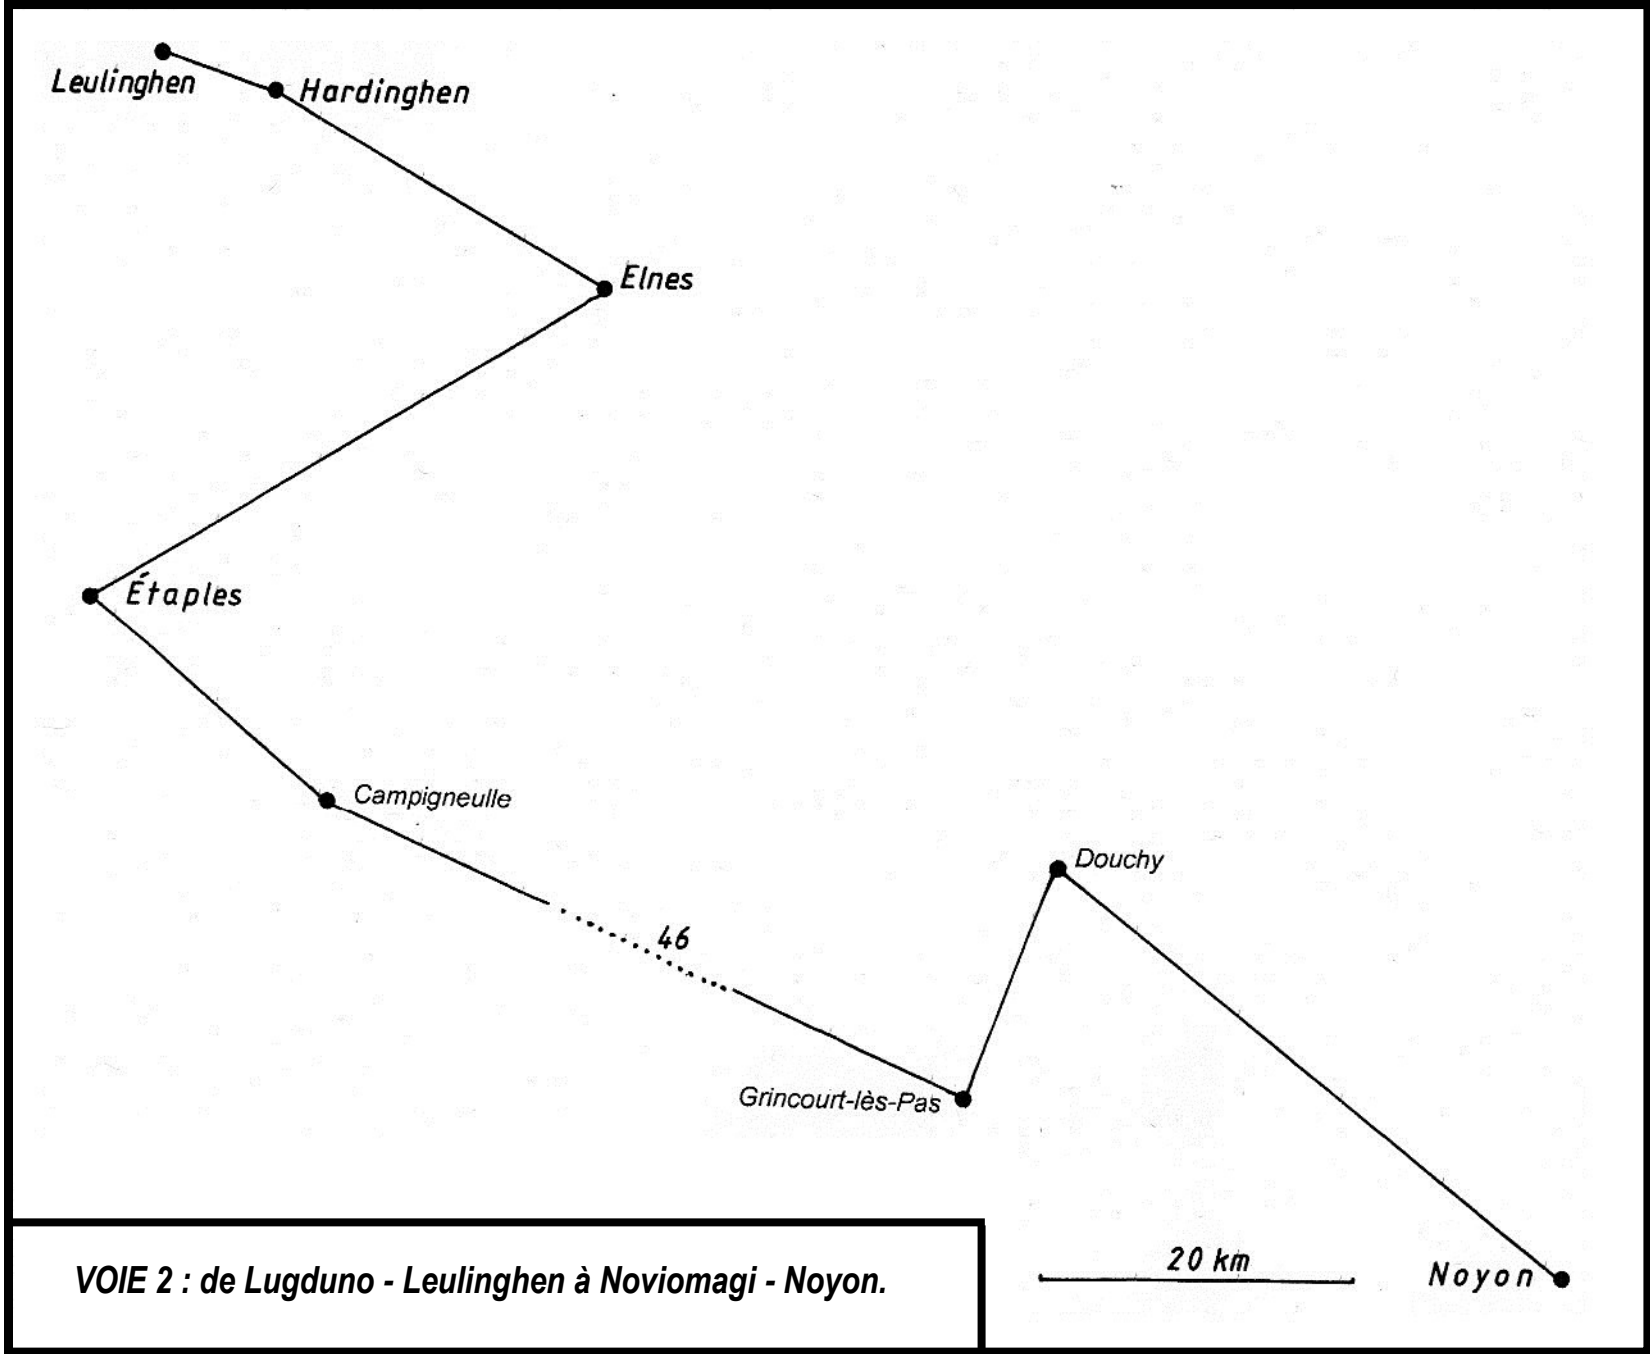 Leulinghen
Hardinghen
Elnes
Étaples
Campigneulle
46
Douchy
Grincourt-lès-Pas
20 km
Noyon
VOIE 2 : de Lugduno - Leulinghen à Noviomagi - Noyon.